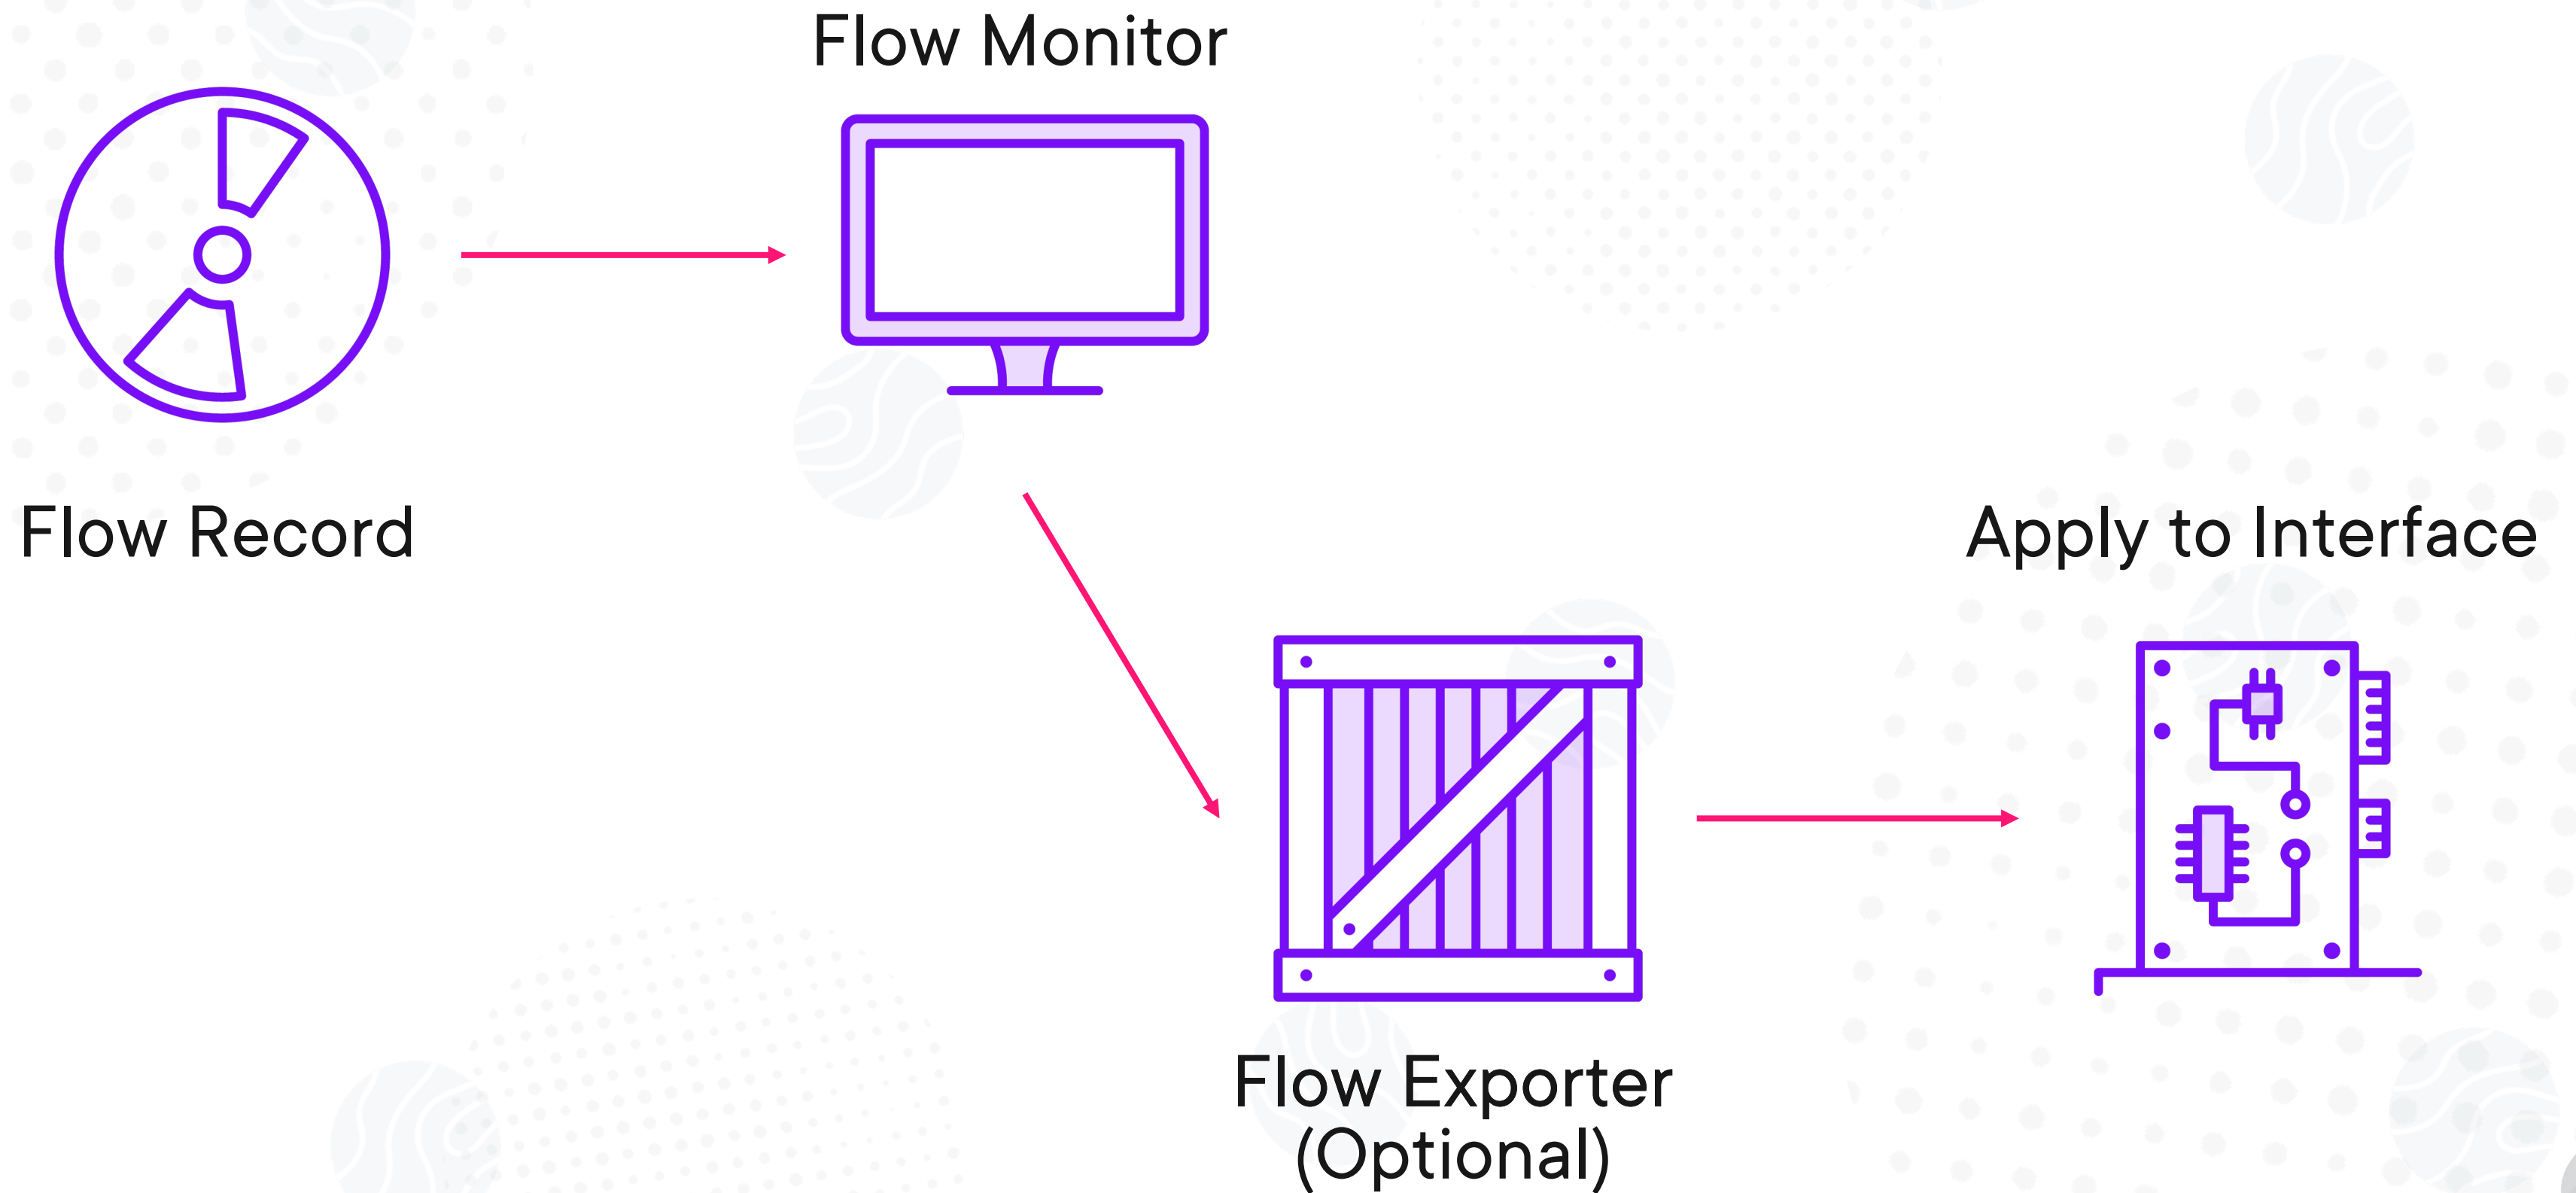 Flow Monitor
Flow Record
Apply to Interface
Flow Exporter
(Optional)